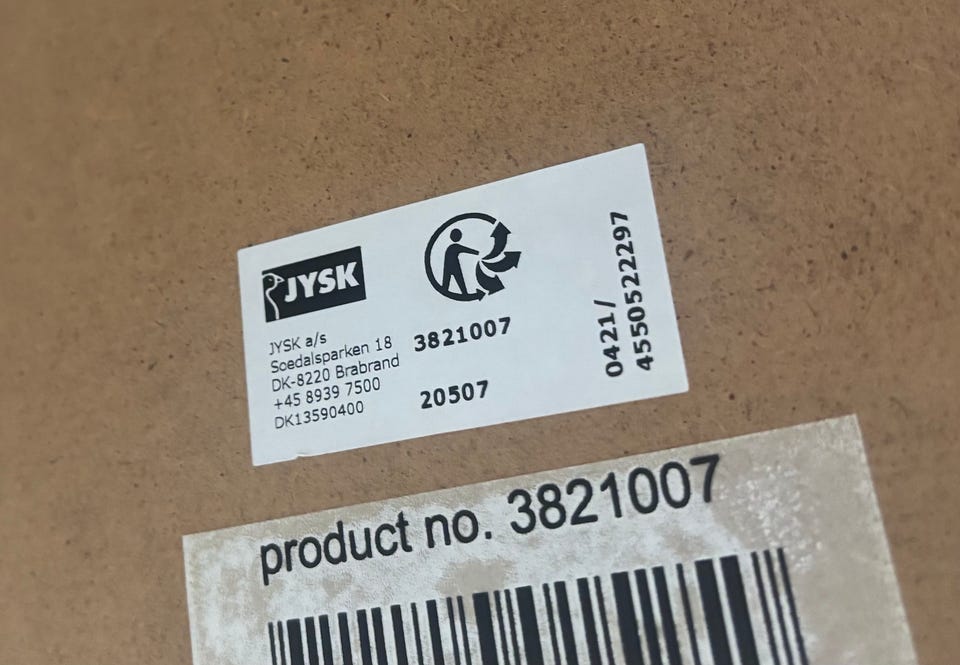 JYSK
JYSK a/s
Soedalsparken 18
DK-8220 Brabrand
+45 8939 7500
DK13590400
3821007
20507
0421/
4550522297
product no. 3821007